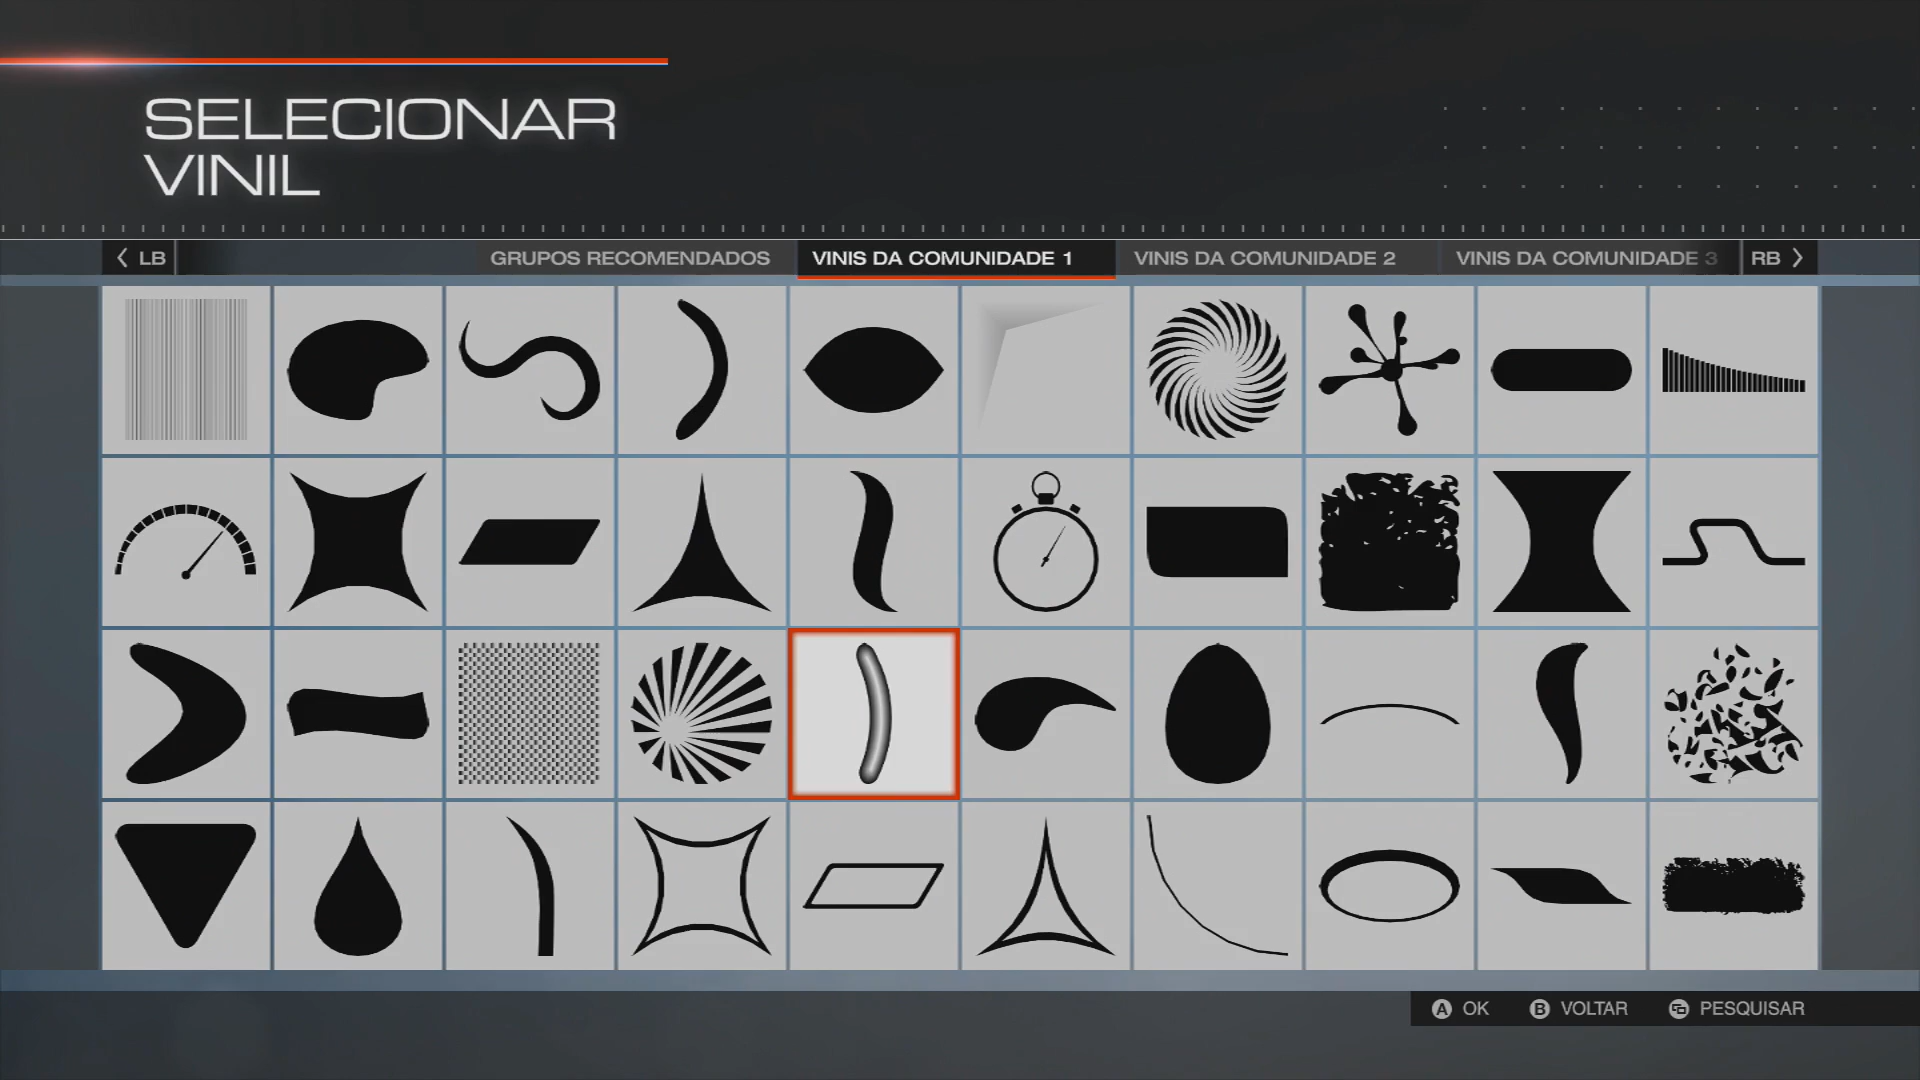 SELECIONAR
VINIL
LB GRUPOS RECOMENDADOS VINIS DA COMUNIDADE 1 VINIS DA COMUNIDADE 2 VINIS DA COMUNIDADE 3 RB
A OK B VOLTAR PESQUISAR